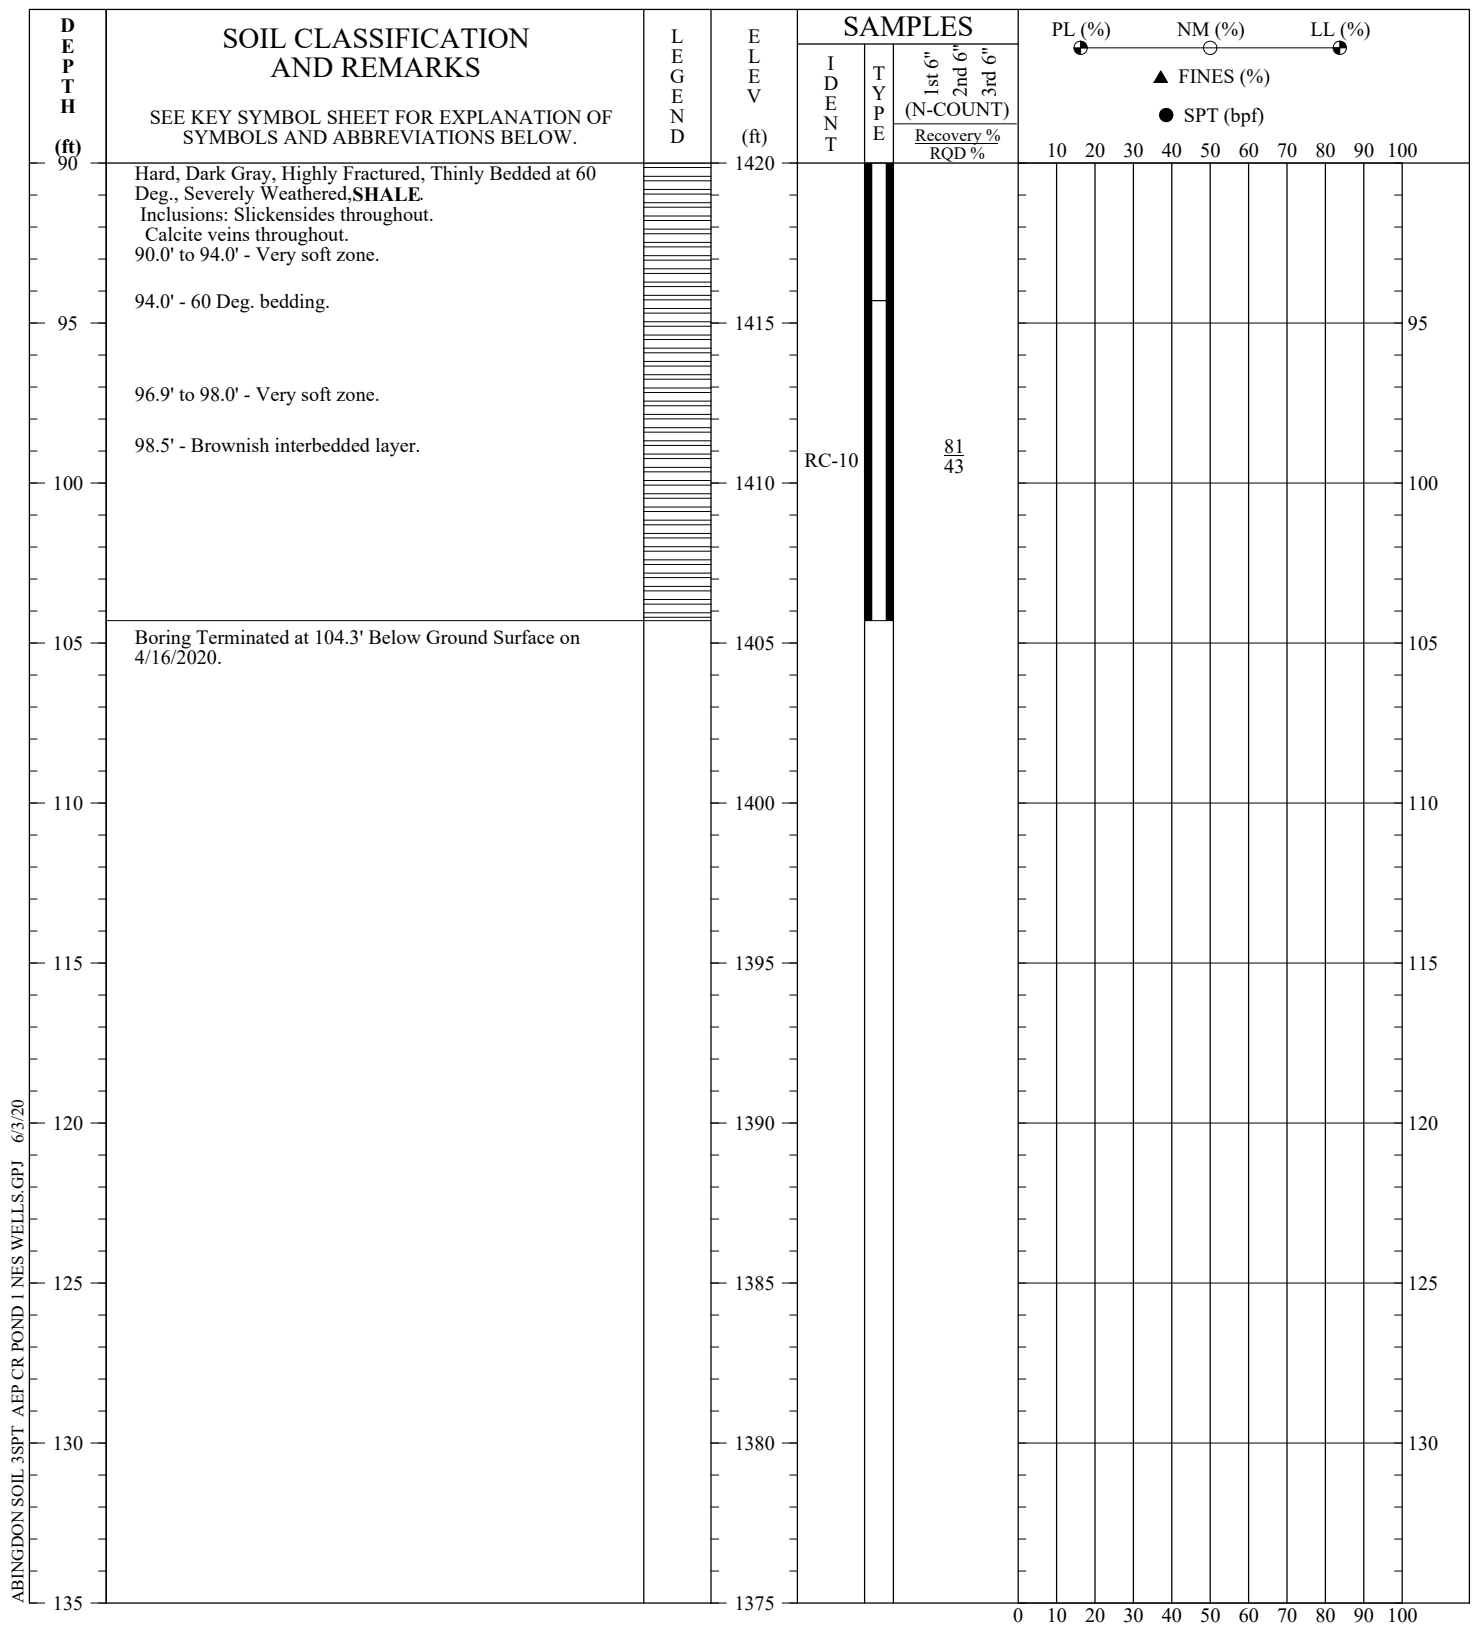 DEPTH
(ft)
SOIL CLASSIFICATION
AND REMARKS
SEE KEY SYMBOL SHEET FOR EXPLANATION OF
SYMBOLS AND ABBREVIATIONS BELOW.
LEGEND
ELEV
(ft)
SAMPLES
IDENT
TYPE
1st 6"
2nd 6"
3rd 6"
(N-COUNT)
Recovery %
RQD %
PL (%) NM (%) LL (%)
▲ FINES (%)
● SPT (bpf)
10 20 30 40 50 60 70 80 90 100
90
1420
Hard, Dark Gray, Highly Fractured, Thinly Bedded at 60
Deg., Severely Weathered,SHALE.
Inclusions: Slickensides throughout.
Calcite veins throughout.
90.0' to 94.0' - Very soft zone.
94.0' - 60 Deg. bedding.
95 1415 95
96.9' to 98.0' - Very soft zone.
98.5' - Brownish interbedded layer.
RC-10
81
43
100 1410 100
Boring Terminated at 104.3' Below Ground Surface on
4/16/2020.
105 1405 105
110 1400 110
115 1395 115
120 1390 120
125 1385 125
130 1380 130
135 1375
0 10 20 30 40 50 60 70 80 90 100
ABINGDON SOIL 3SPT AEP CR POND 1 NES WELLS.GPJ 6/3/20